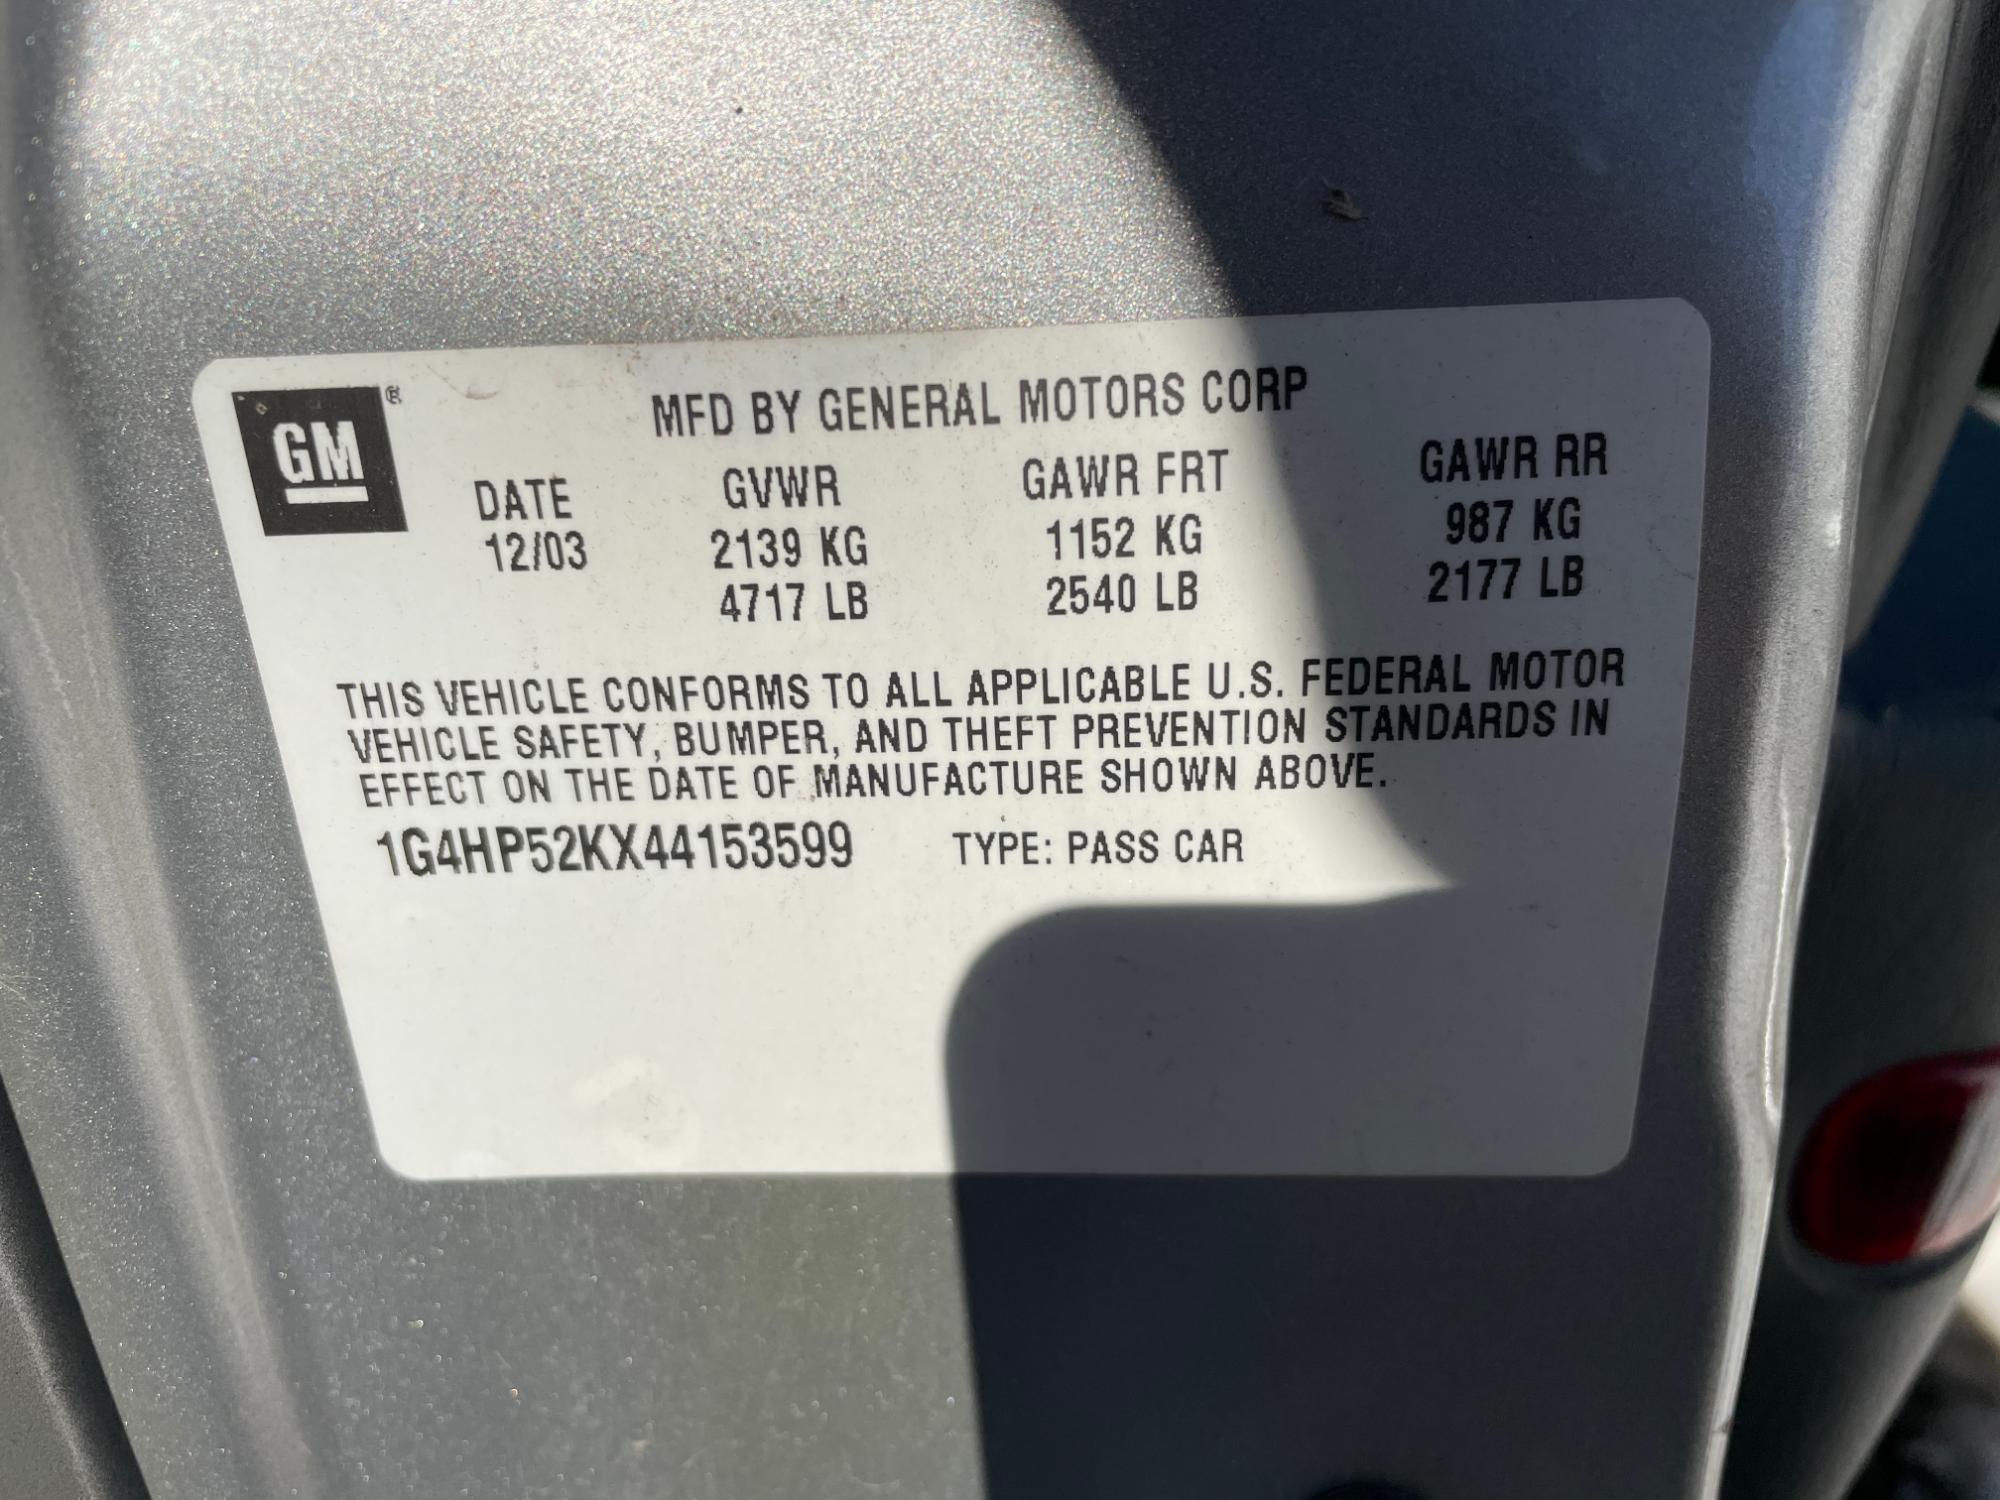 GM ®
MFD BY GENERAL MOTORS CORP
DATE GVWR GAWR FRT GAWR RR
12/03 2139 KG 1152 KG 987 KG
4717 LB 2540 LB 2177 LB
THIS VEHICLE CONFORMS TO ALL APPLICABLE U.S. FEDERAL MOTOR
VEHICLE SAFETY, BUMPER, AND THEFT PREVENTION STANDARDS IN
EFFECT ON THE DATE OF MANUFACTURE SHOWN ABOVE.
1G4HP52KX44153599 TYPE: PASS CAR